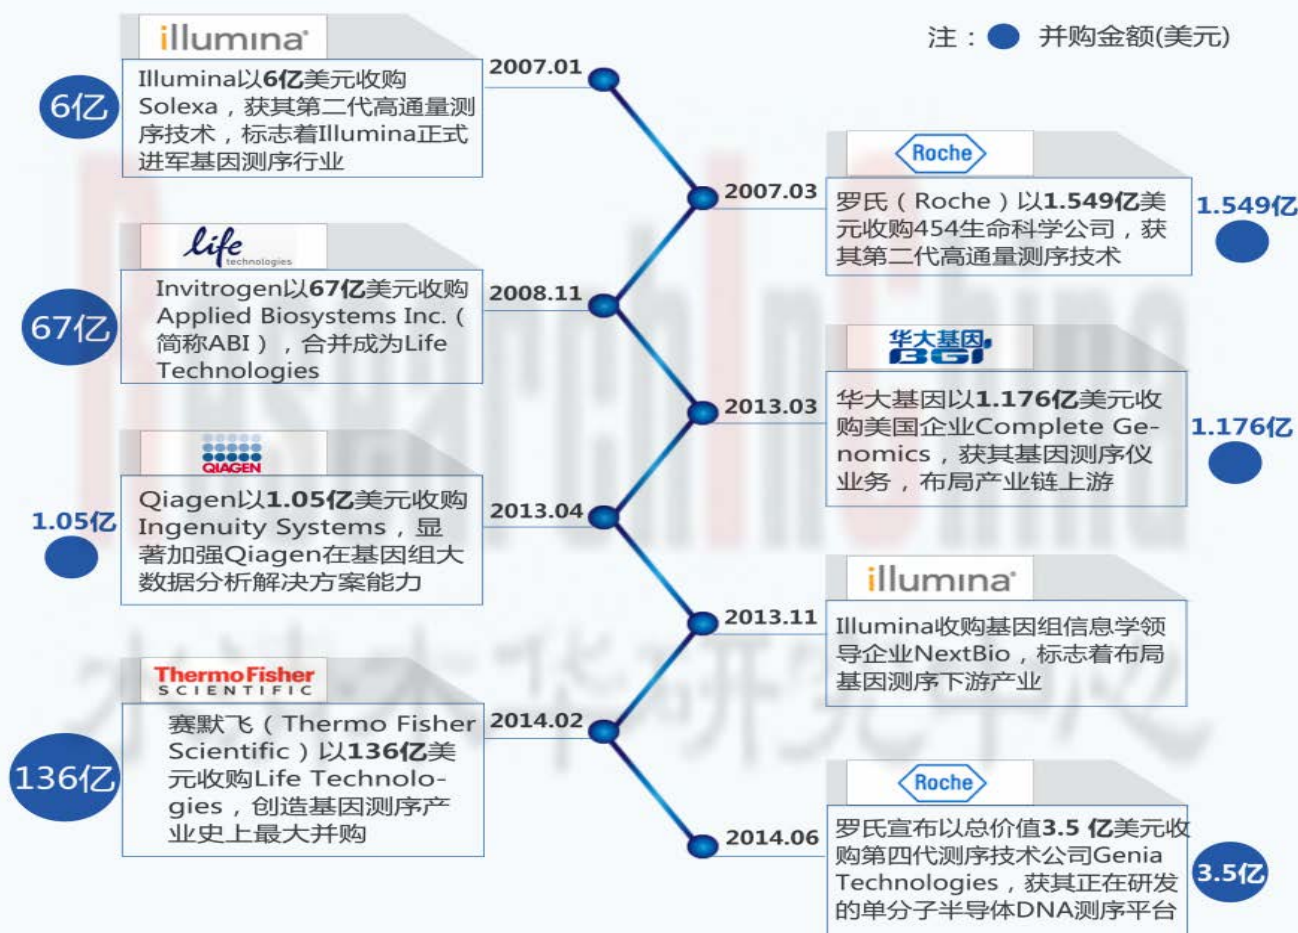 注：并购金额(美元)
illumina
2007.01
6亿
Illumina以6亿美元收购
Solexa，获其第二代高通量测
序技术，标志着Illumina正式
进军基因测序行业
Roche
2007.03
罗氏（Roche）以1.549亿美
元收购454生命科学公司，获
其第二代高通量测序技术
1.549亿
life
technologies
2008.11
67亿
Invitrogen以67亿美元收购
Applied Biosystems Inc.（
简称ABI），合并成为Life
Technologies
华大基因
BGI
2013.03
华大基因以1.176亿美元收
购美国企业Complete Ge-
nomics，获其基因测序仪
业务，布局产业链上游
1.176亿
QIAGEN
2013.04
1.05亿
Qiagen以1.05亿美元收购
Ingenuity Systems，显
著加强Qiagen在基因组大
数据分析解决方案能力
illumina
2013.11
Illumina收购基因组信息学领
导企业NextBio，标志着布局
基因测序下游产业
ThermoFisher
SCIENTIFIC
2014.02
136亿
赛默飞（Thermo Fisher
Scientific）以136亿美
元收购Life Technolo-
gies，创造基因测序产
业史上最大并购
Roche
2014.06
罗氏宣布以总价值3.5 亿美元收
购第四代测序技术公司Genia
Technologies，获其正在研发
的单分子半导体DNA测序平台
3.5亿
ResearchInChina
水清木华研究中心